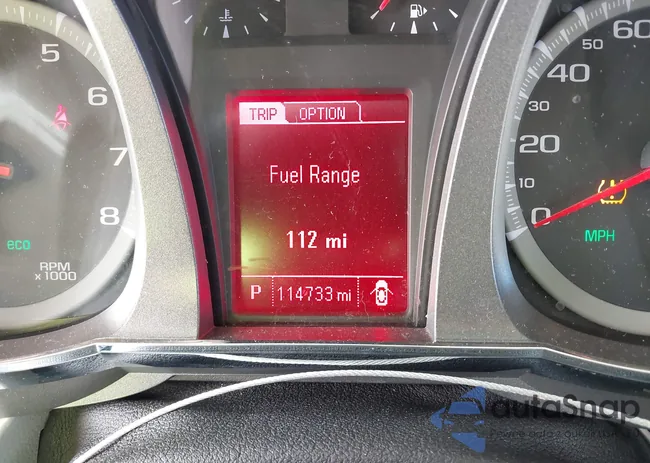 5
6
7
8
eco
RPM
x 1000
TRIP OPTION
Fuel Range
112 mi
P 114733 mi
60
50
40
30
20
10
0
MPH
autoSnap